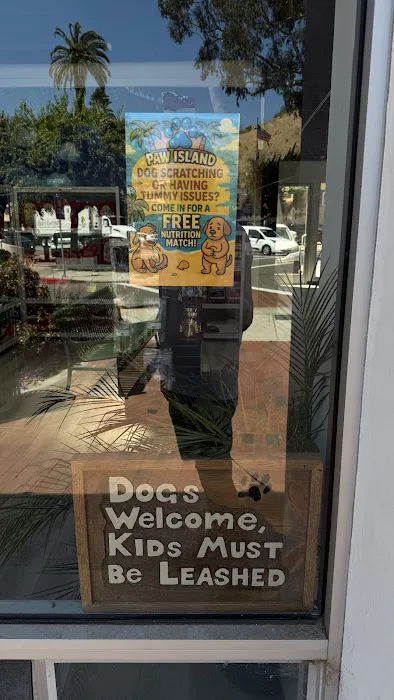 PAW ISLAND
DOG SCRATCHING
OR HAVING
TUMMY ISSUES?
COME IN FOR A
FREE
NUTRITION
MATCH!
DOGS
WELCOME,
KIDS MUST
BE LEASHED